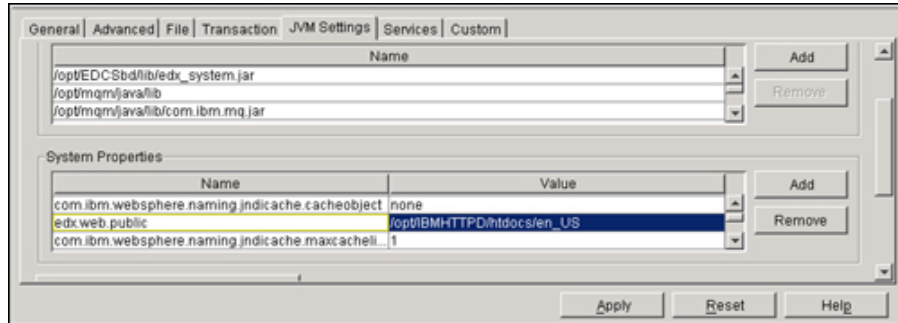 General Advanced File Transaction JVM Settings Services Custom
Name
Add
/opt/EDCSbd/lib/edx_system.jar
/opt/mqm/java/lib
Remove
/opt/mqm/java/lib/com.ibm.mq.jar
System Properties
Name Value
Add
com.ibm.websphere.naming.jndicache.cacheobject none
edx.web.public /opt/IBMHTTPD/htdocs/en_US
Remove
com.ibm.websphere.naming.jndicache.maxcacheli... 1
Apply Reset Help